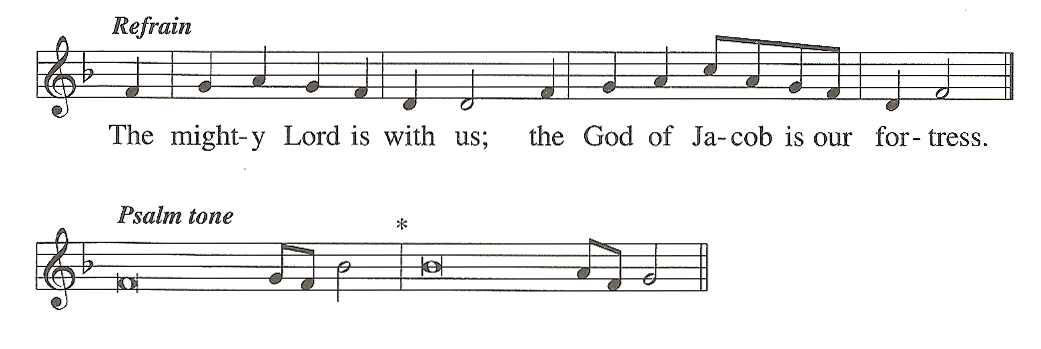 Refrain
The might-y Lord is with us; the God of Ja-cob is our for-tress.
Psalm tone
*